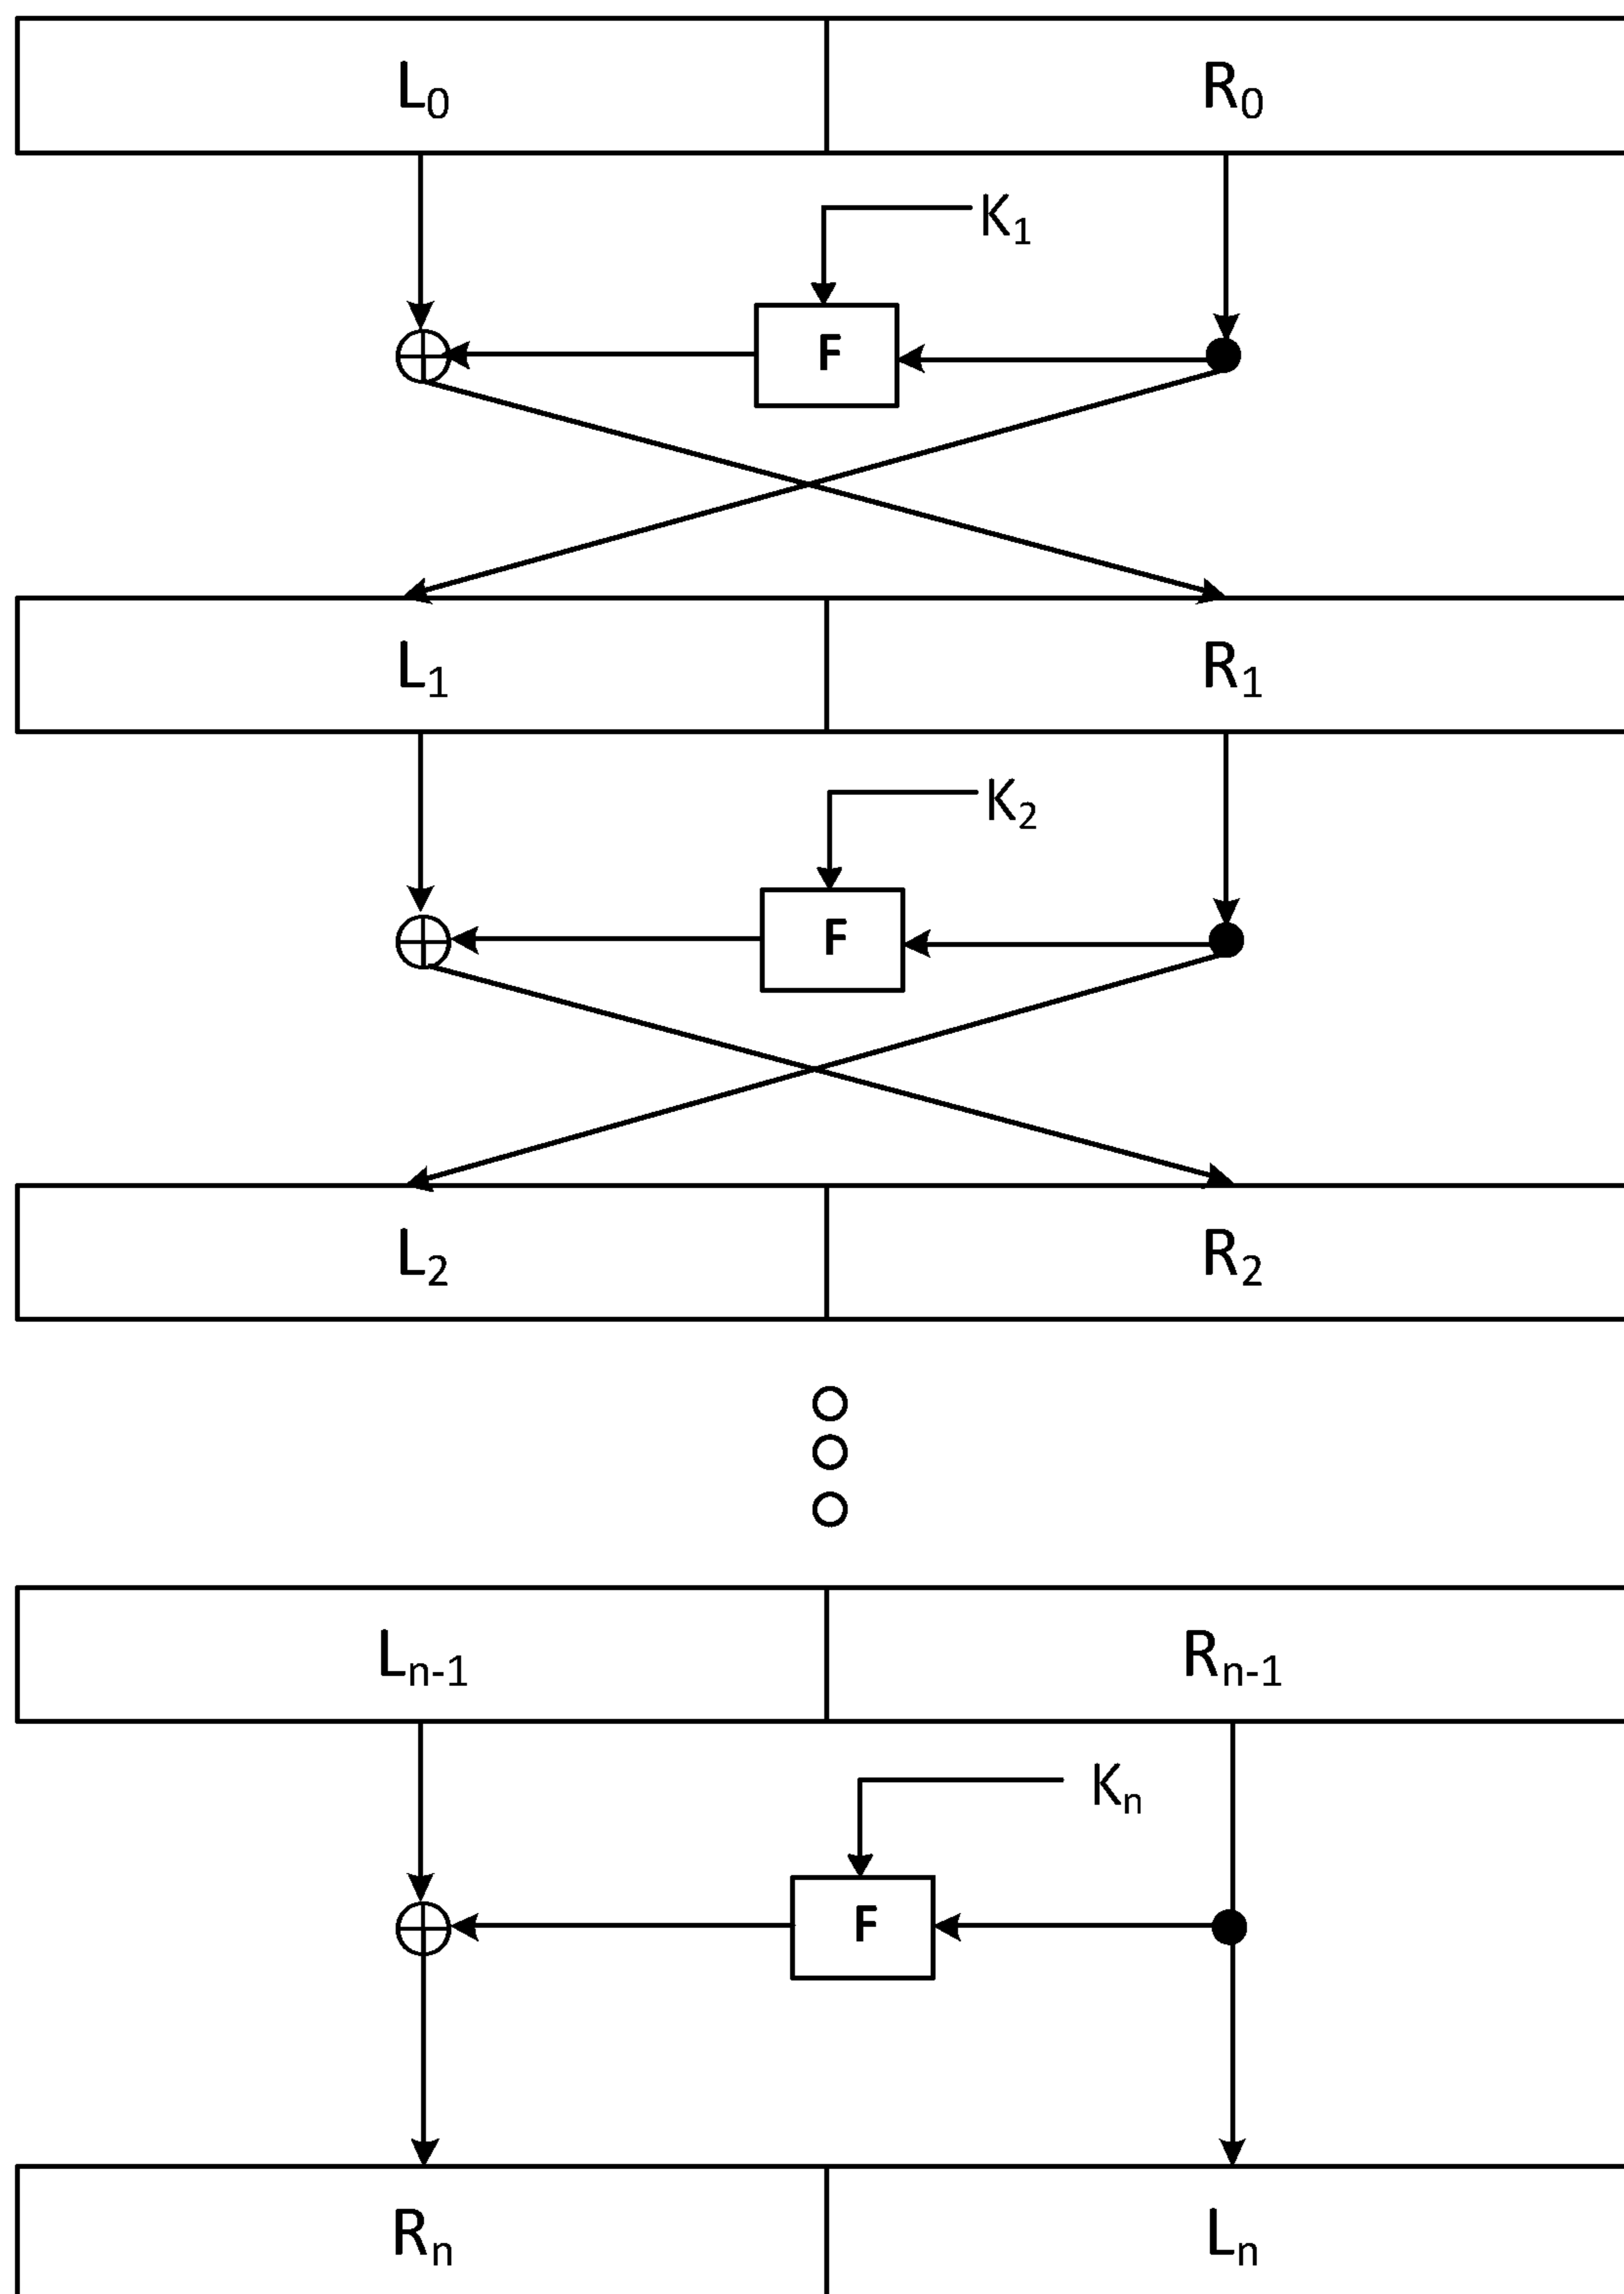 L₀ R₀
K₁
F
L₁ R₁
K₂
F
L₂ R₂
Lₙ₋₁ Rₙ₋₁
Kₙ
F
Rₙ Lₙ